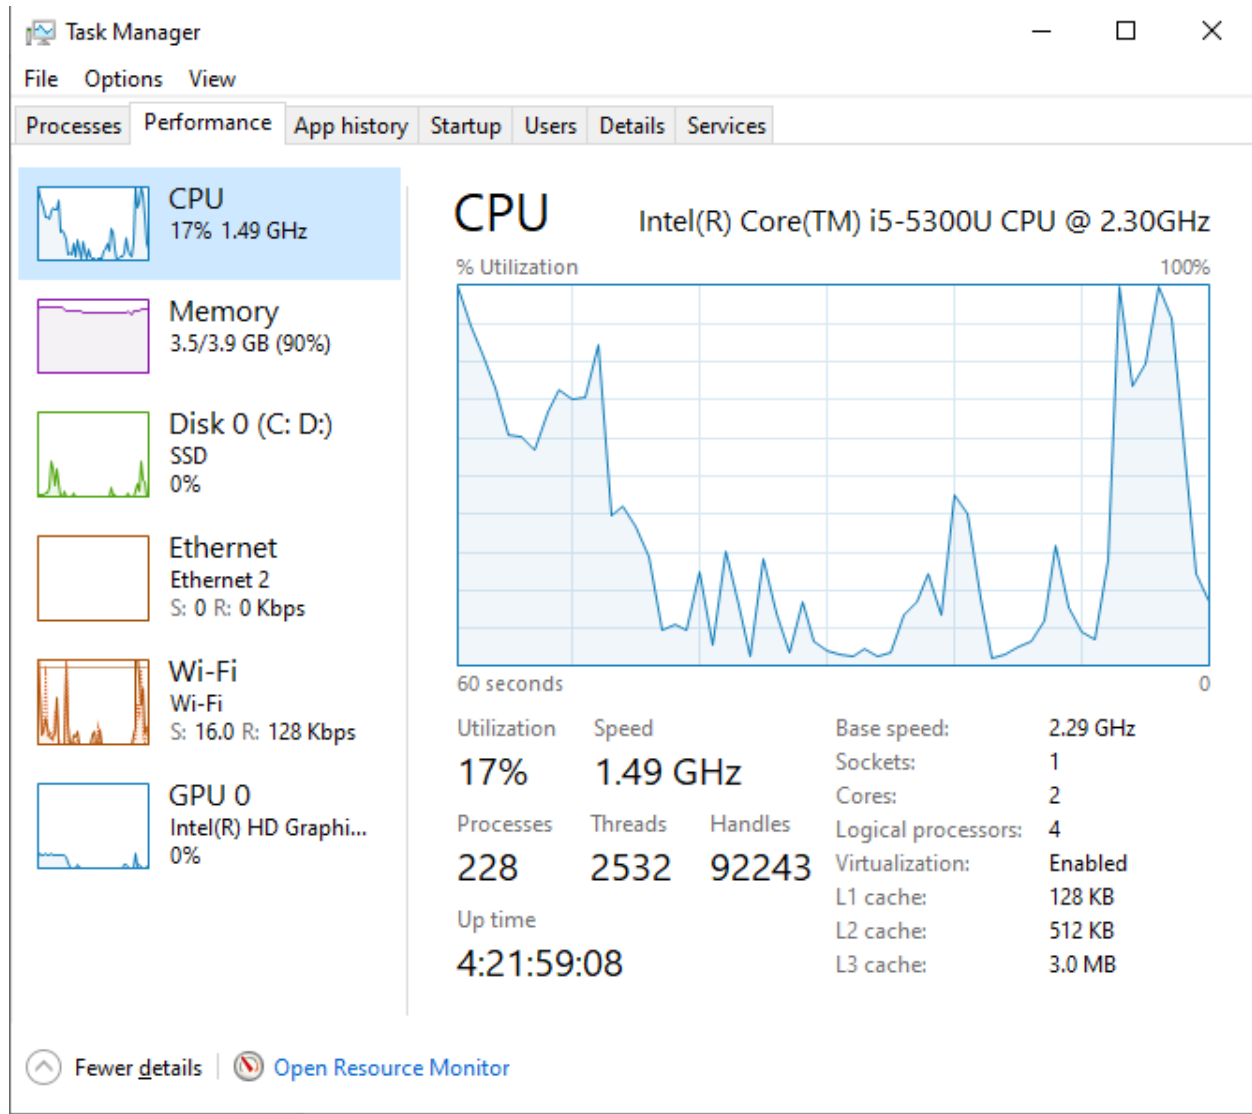 Task Manager
File Options View
Processes Performance App history Startup Users Details Services
CPU
17% 1.49 GHz
Memory
3.5/3.9 GB (90%)
Disk 0 (C: D:)
SSD
0%
Ethernet
Ethernet 2
S: 0 R: 0 Kbps
Wi-Fi
Wi-Fi
S: 16.0 R: 128 Kbps
GPU 0
Intel(R) HD Graphi...
0%
CPU Intel(R) Core(TM) i5-5300U CPU @ 2.30GHz
% Utilization 100%
60 seconds 0
Utilization Speed
17% 1.49 GHz
Processes Threads Handles
228 2532 92243
Up time
4:21:59:08
Base speed: 2.29 GHz
Sockets: 1
Cores: 2
Logical processors: 4
Virtualization: Enabled
L1 cache: 128 KB
L2 cache: 512 KB
L3 cache: 3.0 MB
Fewer details Open Resource Monitor